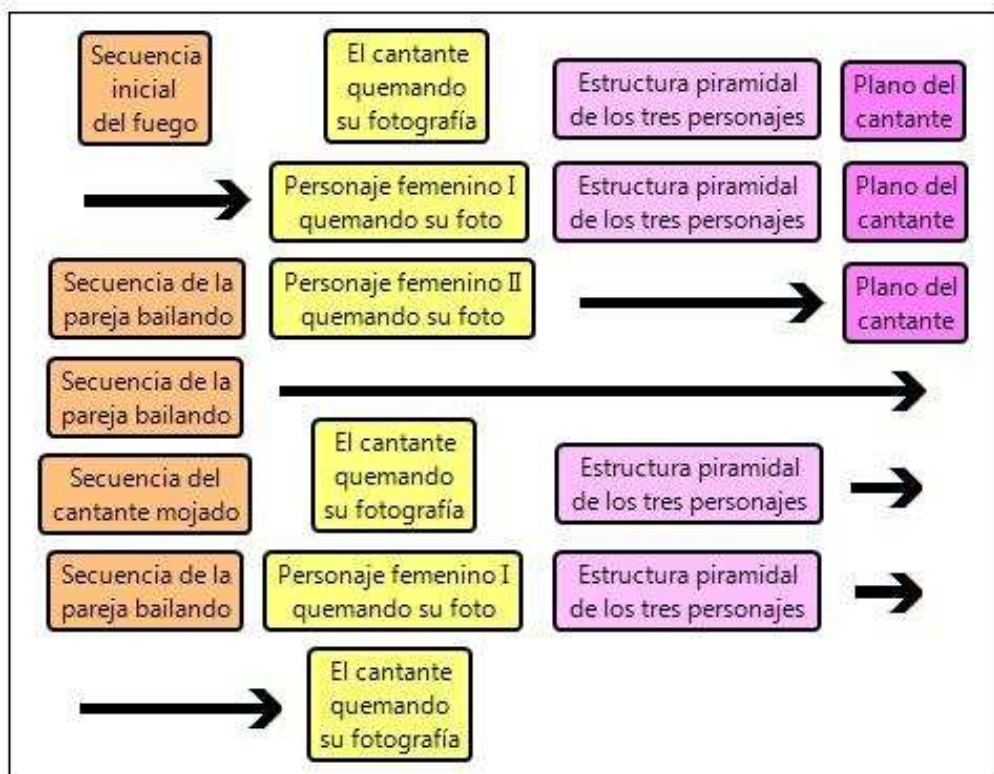 Secuencia
inicial
del fuego
El cantante
quemando
su fotografía
Estructura piramidal
de los tres personajes
Plano del
cantante
Personaje femenino I
quemando su foto
Estructura piramidal
de los tres personajes
Plano del
cantante
Secuencia de la
pareja bailando
Personaje femenino II
quemando su foto
Plano del
cantante
Secuencia de la
pareja bailando
Secuencia del
cantante mojado
El cantante
quemando
su fotografía
Estructura piramidal
de los tres personajes
Secuencia de la
pareja bailando
Personaje femenino I
quemando su foto
Estructura piramidal
de los tres personajes
El cantante
quemando
su fotografía